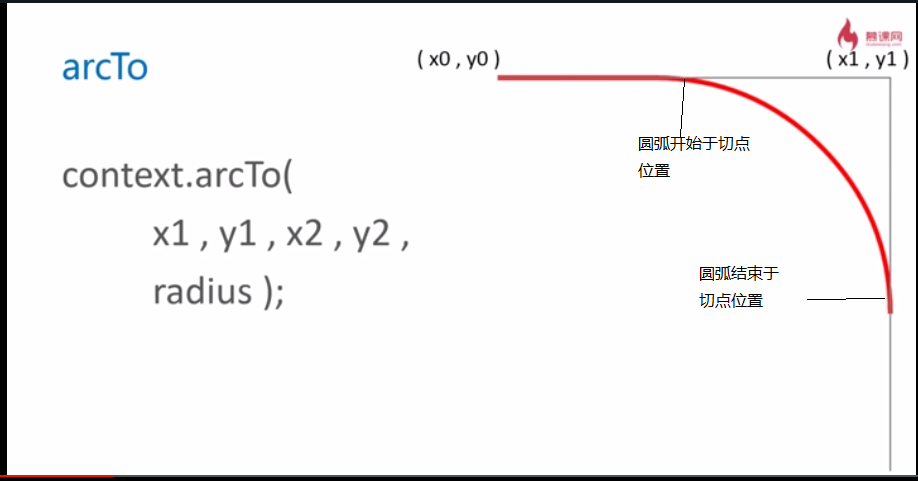 arcTo
context.arcTo(
x1 , y1 , x2 , y2 ,
radius );
( x0 , y0 )
慕课网
( x1 , y1 )
圆弧开始于切点
位置
圆弧结束于
切点位置